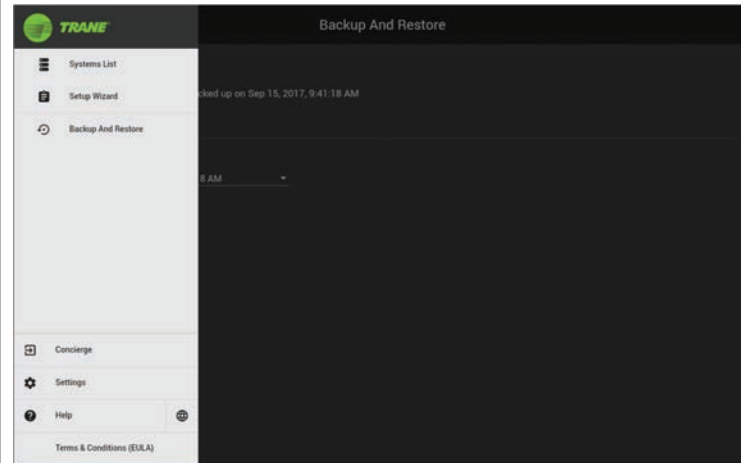 TRANE
Backup And Restore
Systems List
Setup Wizard
cked up on Sep 15, 2017, 9:41:18 AM
Backup And Restore
8 AM
Concierge
Settings
Help
Terms & Conditions (EULA)